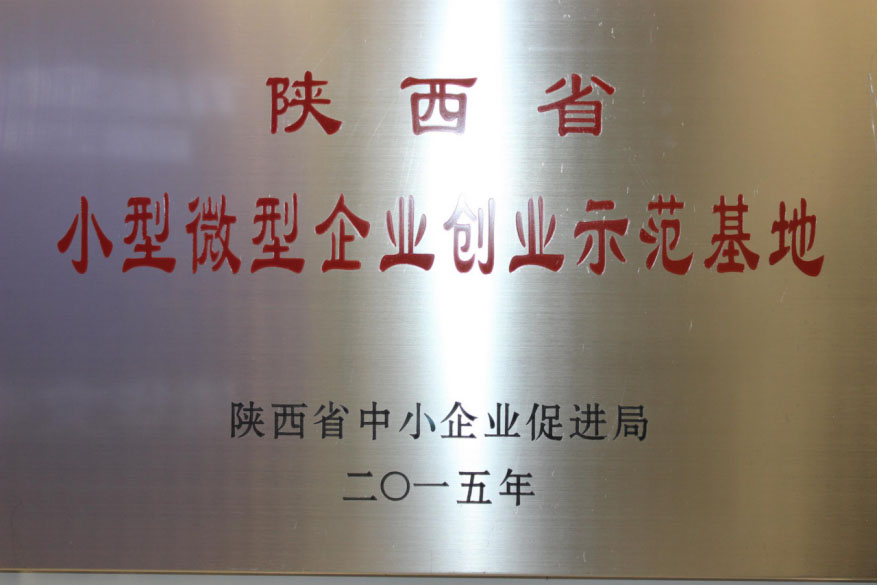 陕西省
小型微型企业创业示范基地
陕西省中小企业促进局
二〇一五年